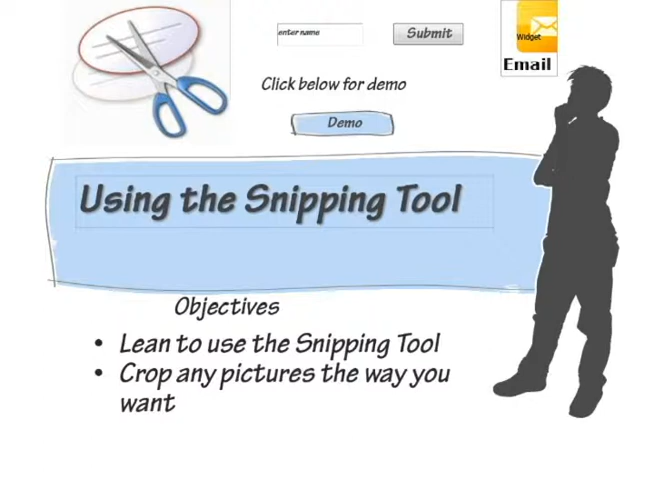 enter name
Submit
Widget
Email
Click below for demo
Demo
Using the Snipping Tool
Objectives
• Lean to use the Snipping Tool
• Crop any pictures the way you
want